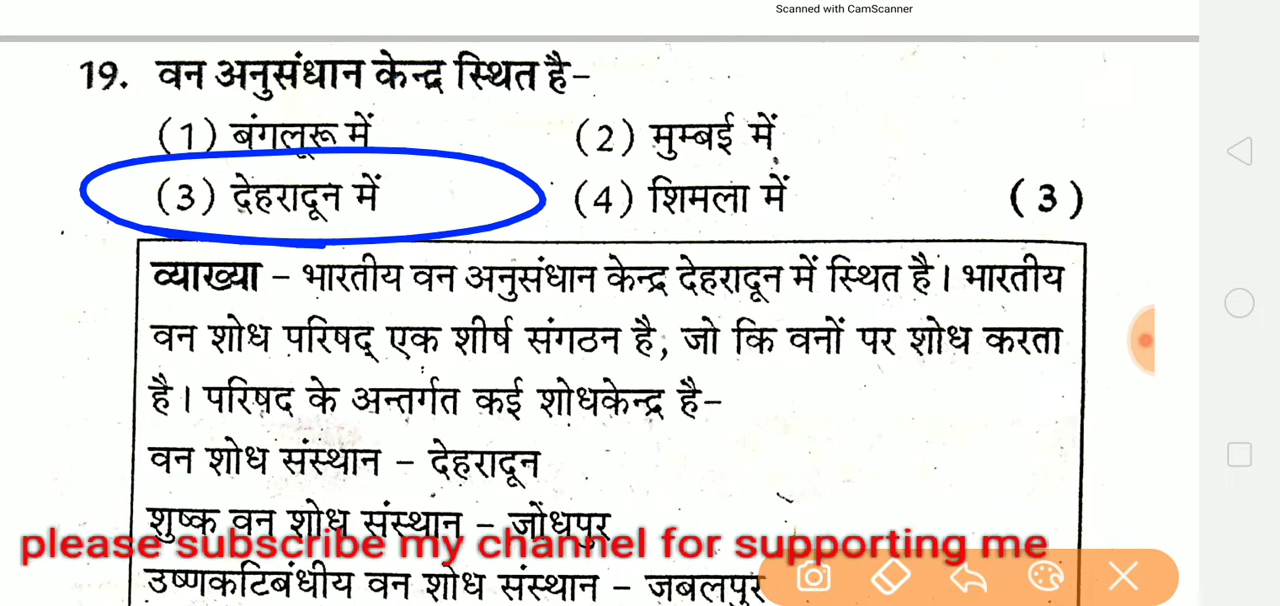 Scanned with CamScanner
19. वन अनुसंधान केन्द्र स्थित है–
(1) बंगलूरू में (2) मुम्बई में
(3) देहरादून में (4) शिमला में (3)
व्याख्या – भारतीय वन अनुसंधान केन्द्र देहरादून में स्थित है। भारतीय
वन शोध परिषद् एक शीर्ष संगठन है, जो कि वनों पर शोध करता
है। परिषद के अन्तर्गत कई शोधकेन्द्र है–
वन शोध संस्थान – देहरादून
शुष्क वन शोध संस्थान – जोधपुर
please subscribe my channel for supporting me
उष्णकटिबंधीय वन शोध संस्थान – जबलपुर